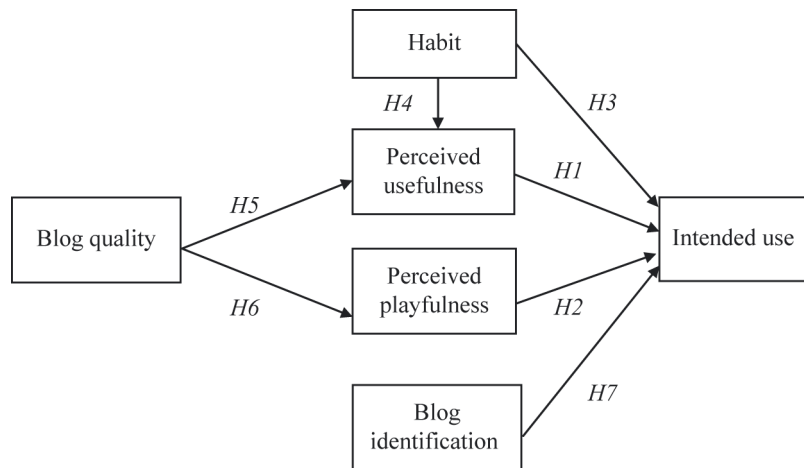 Habit
H4
H3
Perceived
usefulness
H1
H5
Blog quality
Intended use
Perceived
playfulness
H6
H2
Blog
identification
H7